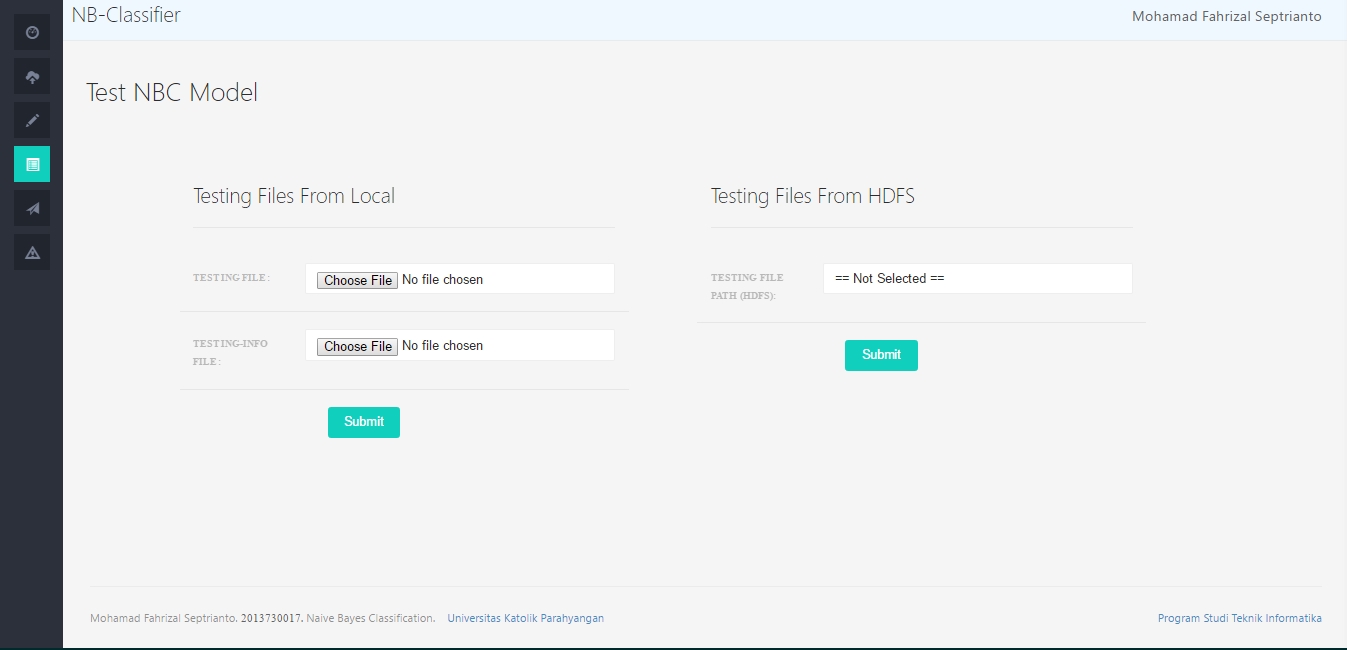 NB-Classifier
Mohamad Fahrizal Septrianto
Test NBC Model
Testing Files From Local
TESTING FILE :
Choose File No file chosen
TESTING-INFO
FILE :
Choose File No file chosen
Submit
Testing Files From HDFS
TESTING FILE
PATH (HDFS):
== Not Selected ==
Submit
Mohamad Fahrizal Septrianto. 2013730017. Naive Bayes Classification. Universitas Katolik Parahyangan
Program Studi Teknik Informatika